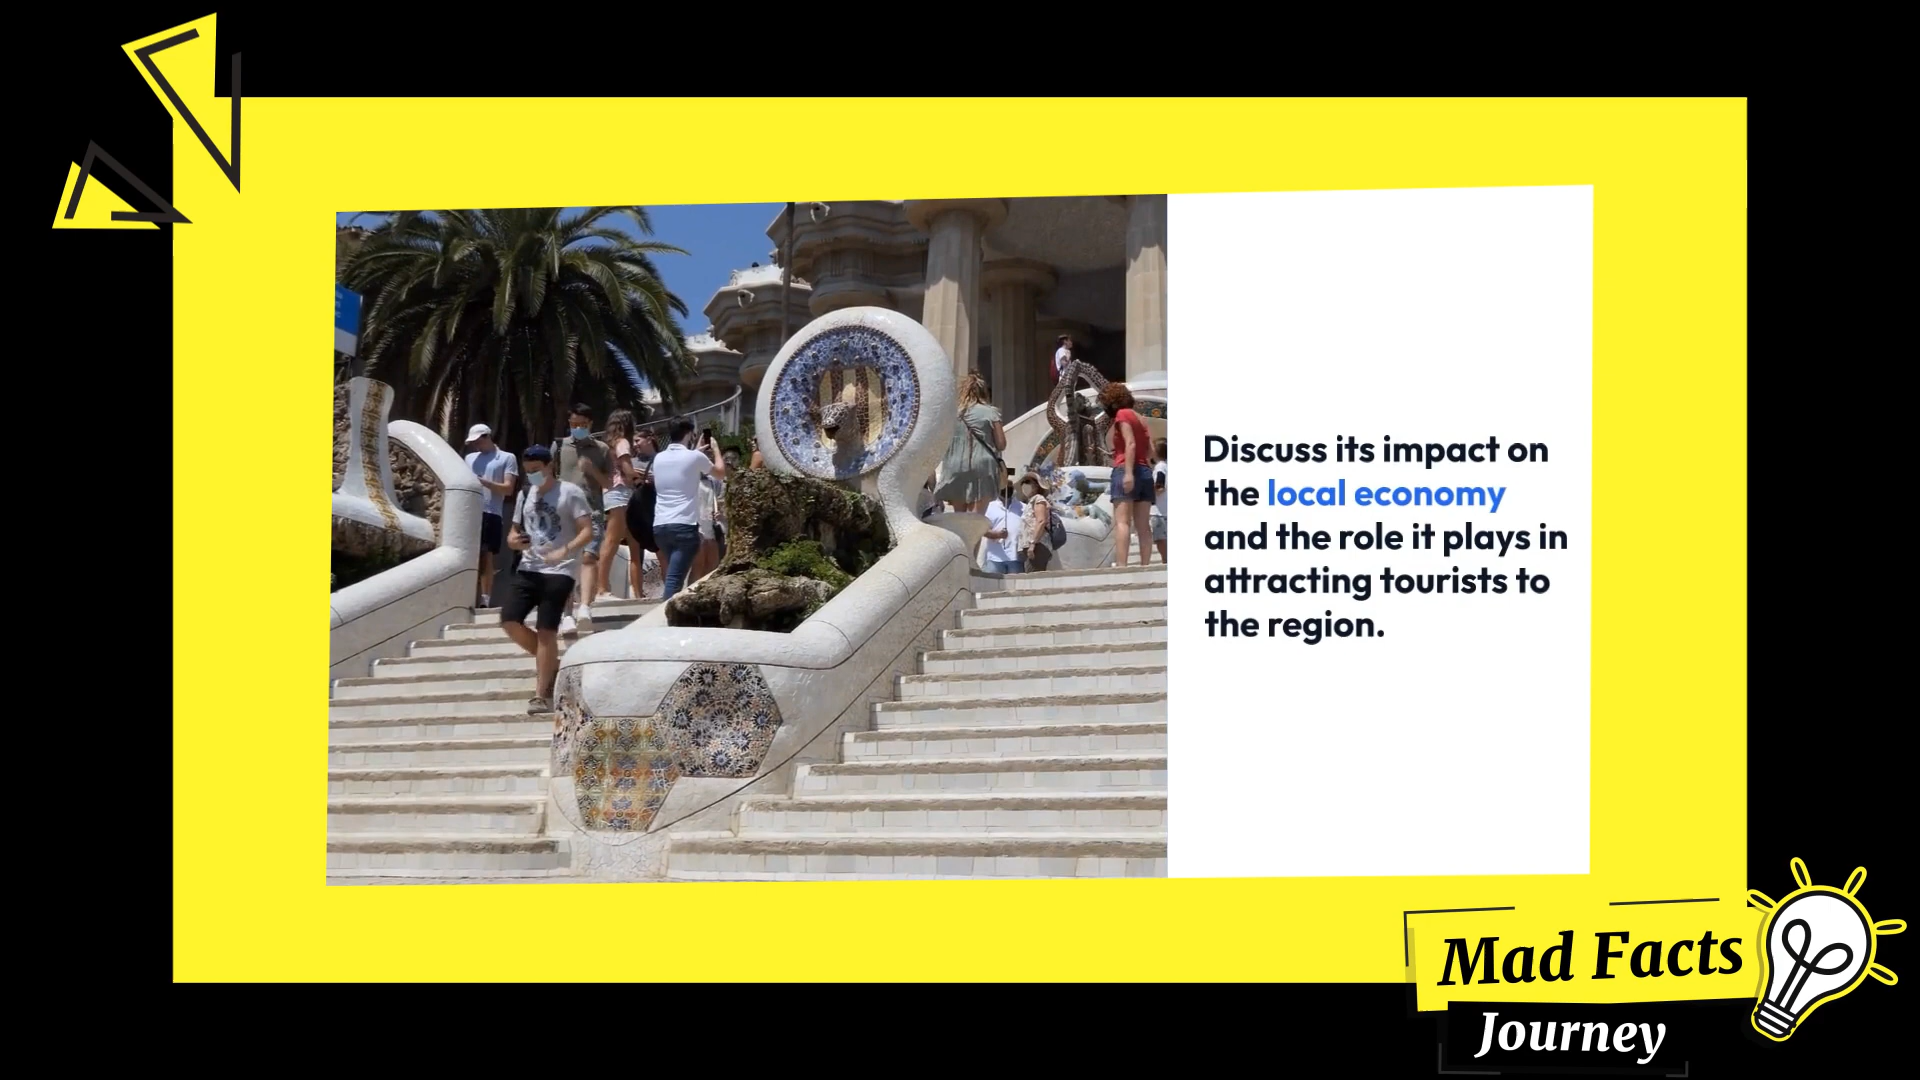 Discuss its impact on
the local economy
and the role it plays in
attracting tourists to
the region.
Mad Facts
Journey